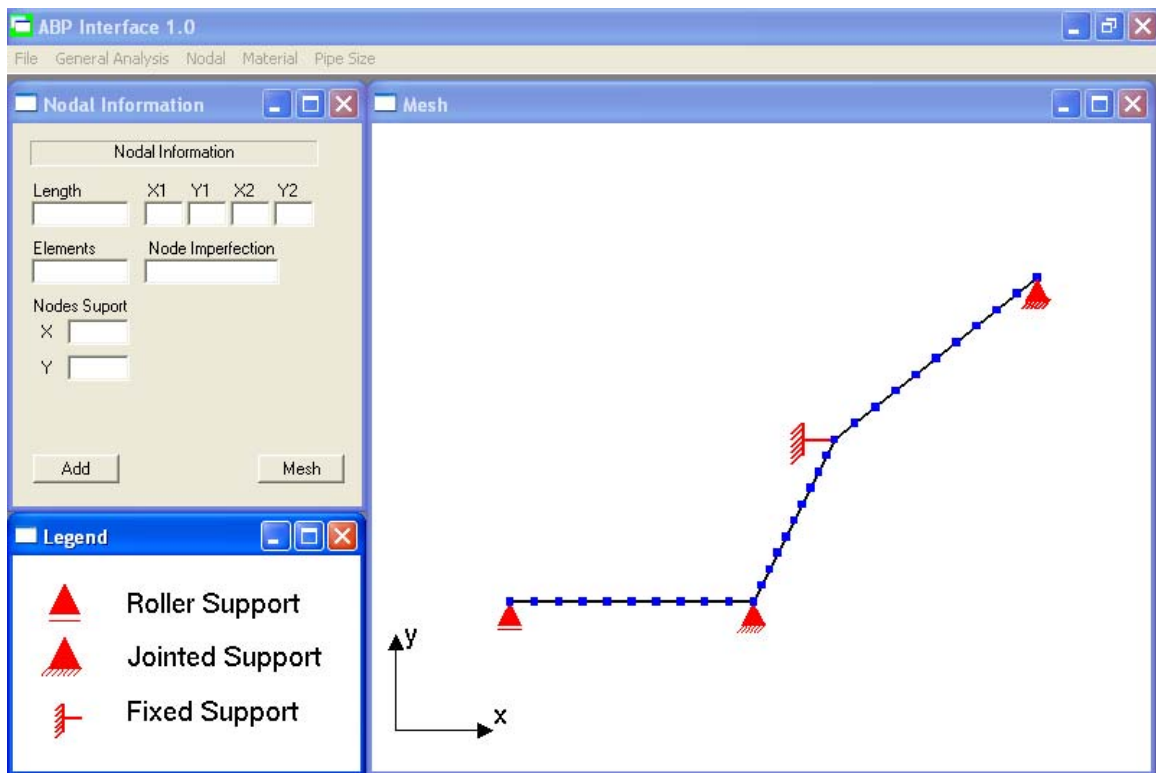 ABP Interface 1.0
File General Analysis Nodal Material Pipe Size
Nodal Information
Nodal Information
Length X1 Y1 X2 Y2
Elements Node Imperfection
Nodes Suport
X
Y
Add Mesh
Legend
Roller Support
Jointed Support
Fixed Support
Mesh
y
x